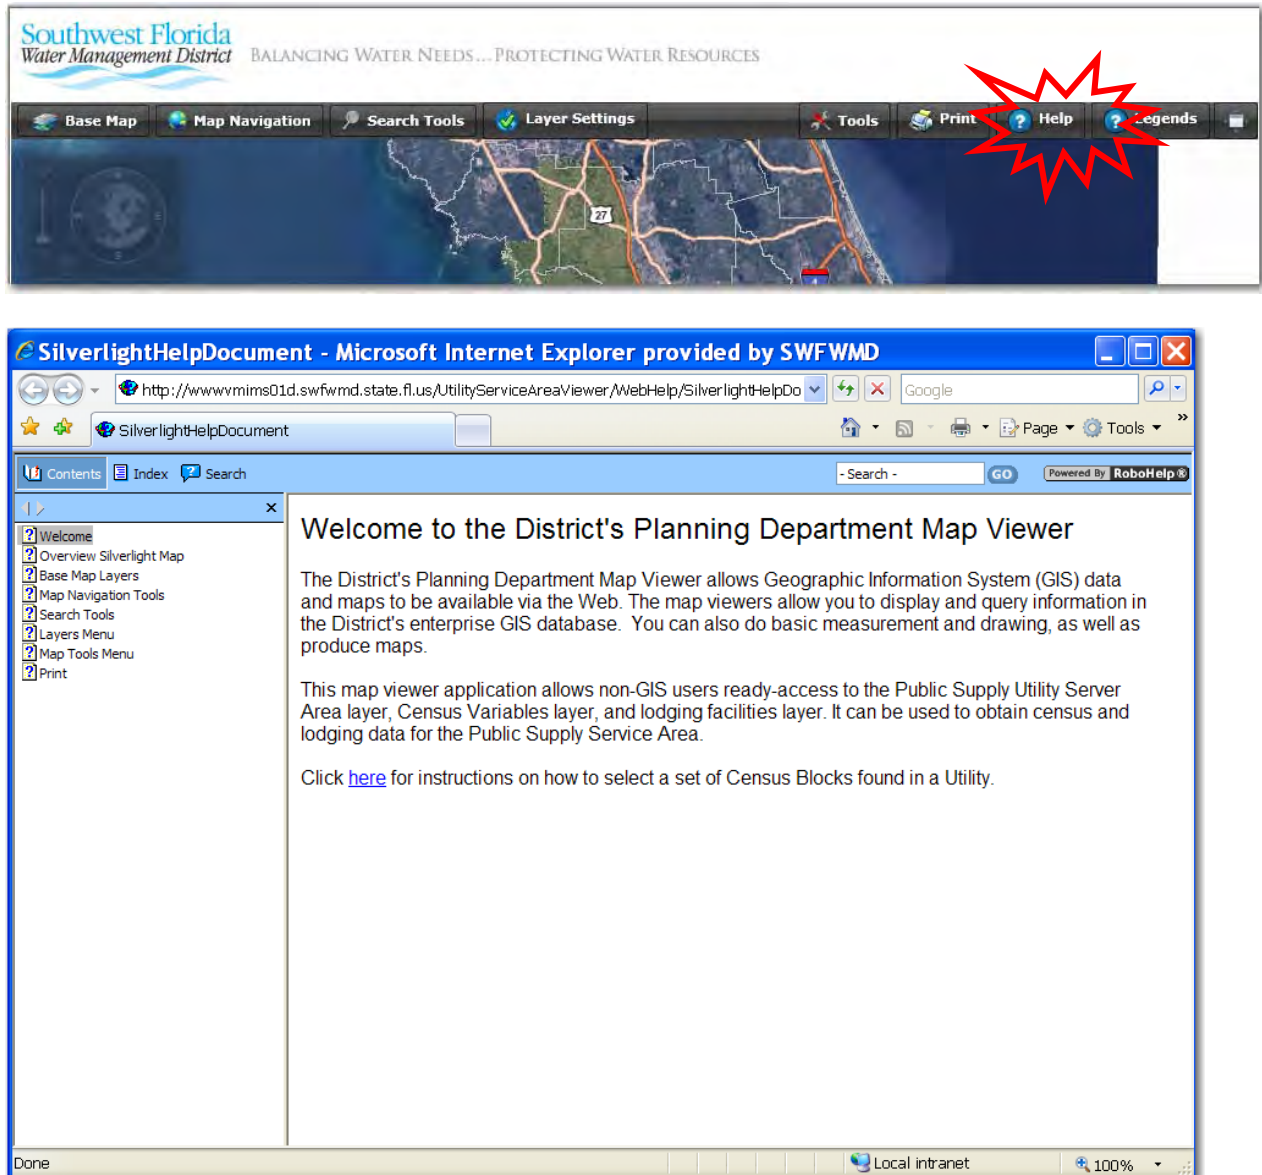 Southwest Florida
Water Management District
BALANCING WATER NEEDS...PROTECTING WATER RESOURCES
Base Map
Map Navigation
Search Tools
Layer Settings
Tools
Print
Help
Legends
27
4
SilverlightHelpDocument - Microsoft Internet Explorer provided by SWFWMD
http://wwwvmims01d.swfwmd.state.fl.us/UtilityServiceAreaViewer/WebHelp/SilverlightHelpDo
Google
SilverlightHelpDocument
Page
Tools
»
Contents
Index
Search
- Search -
GO
Powered By RoboHelp ®
Welcome
Overview Silverlight Map
Base Map Layers
Map Navigation Tools
Search Tools
Layers Menu
Map Tools Menu
Print
Welcome to the District's Planning Department Map Viewer
The District's Planning Department Map Viewer allows Geographic Information System (GIS) data
and maps to be available via the Web. The map viewers allow you to display and query information in
the District's enterprise GIS database.  You can also do basic measurement and drawing, as well as
produce maps.
This map viewer application allows non-GIS users ready-access to the Public Supply Utility Server
Area layer, Census Variables layer, and lodging facilities layer. It can be used to obtain census and
lodging data for the Public Supply Service Area.
Click here for instructions on how to select a set of Census Blocks found in a Utility.
Done
Local intranet
100%